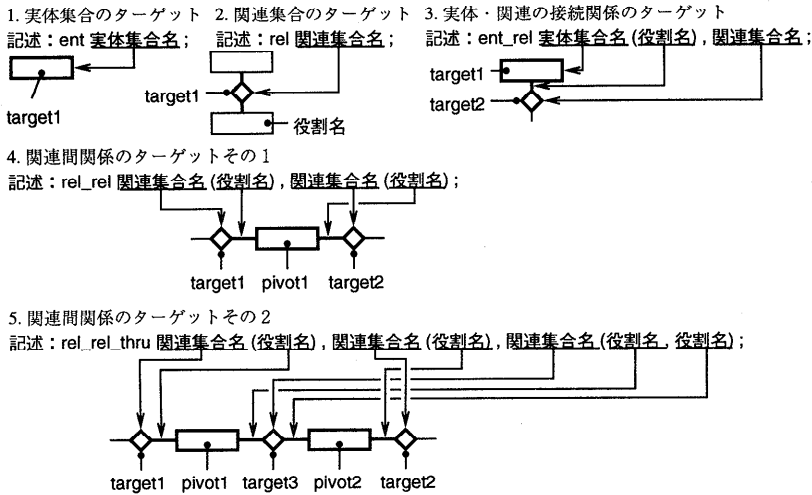 1. 実体集合のターゲット
記述：ent 実体集合名 ;
target1
2. 関連集合のターゲット
記述：rel 関連集合名 ;
target1
役割名
3. 実体・関連の接続関係のターゲット
記述：ent_rel 実体集合名 (役割名) , 関連集合名 ;
target1
target2
4. 関連間関係のターゲットその1
記述：rel_rel 関連集合名 (役割名) , 関連集合名 (役割名) ;
target1 pivot1 target2
5. 関連間関係のターゲットその2
記述：rel_rel_thru 関連集合名 (役割名) , 関連集合名 (役割名) , 関連集合名 (役割名 , 役割名) ;
target1 pivot1 target3 pivot2 target2